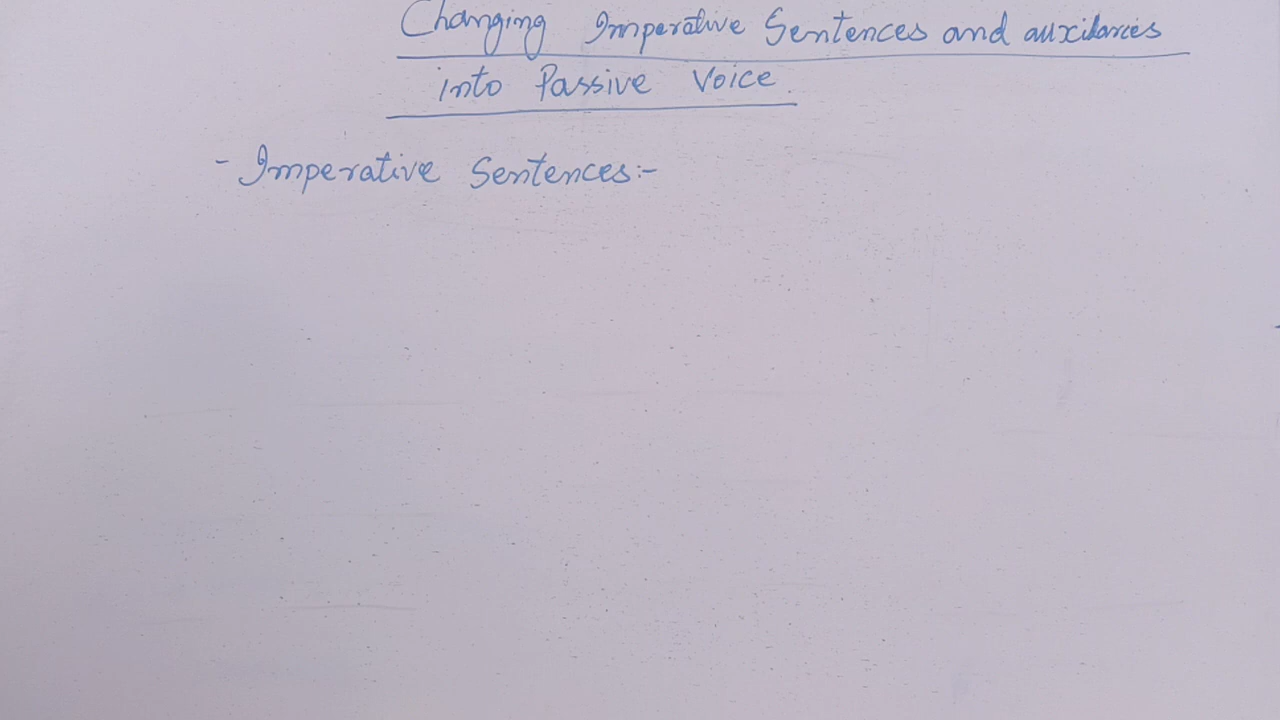 Changing Imperative Sentences and auxilaries
into Passive Voice.
- Imperative Sentences:-